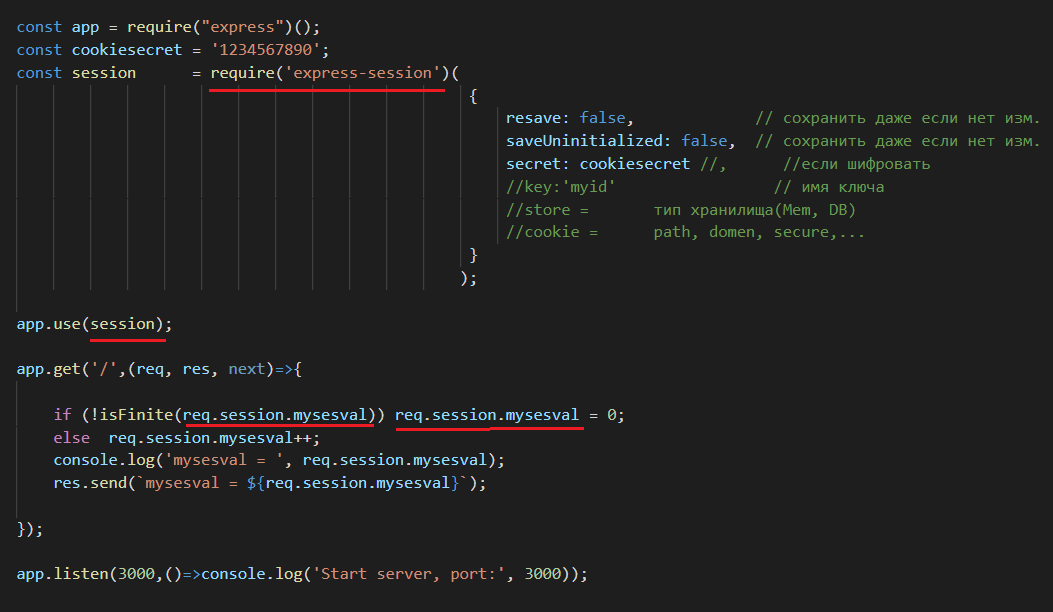 const app = require("express")();
const cookiesecret = '1234567890';
const session      = require('express-session')(
{
resave: false,             // сохранить даже если нет изм.
saveUninitialized: false,  // сохранить даже если нет изм.
secret: cookiesecret //,      //если шифровать
//key:'myid'                 // имя ключа
//store =       тип хранилища(Mem, DB)
//cookie =      path, domen, secure,...
}
);
app.use(session);
app.get('/',(req, res, next)=>{
if (!isFinite(req.session.mysesval)) req.session.mysesval = 0;
else  req.session.mysesval++;
console.log('mysesval = ', req.session.mysesval);
res.send(`mysesval = ${req.session.mysesval}`);
});
app.listen(3000,()=>console.log('Start server, port:', 3000));